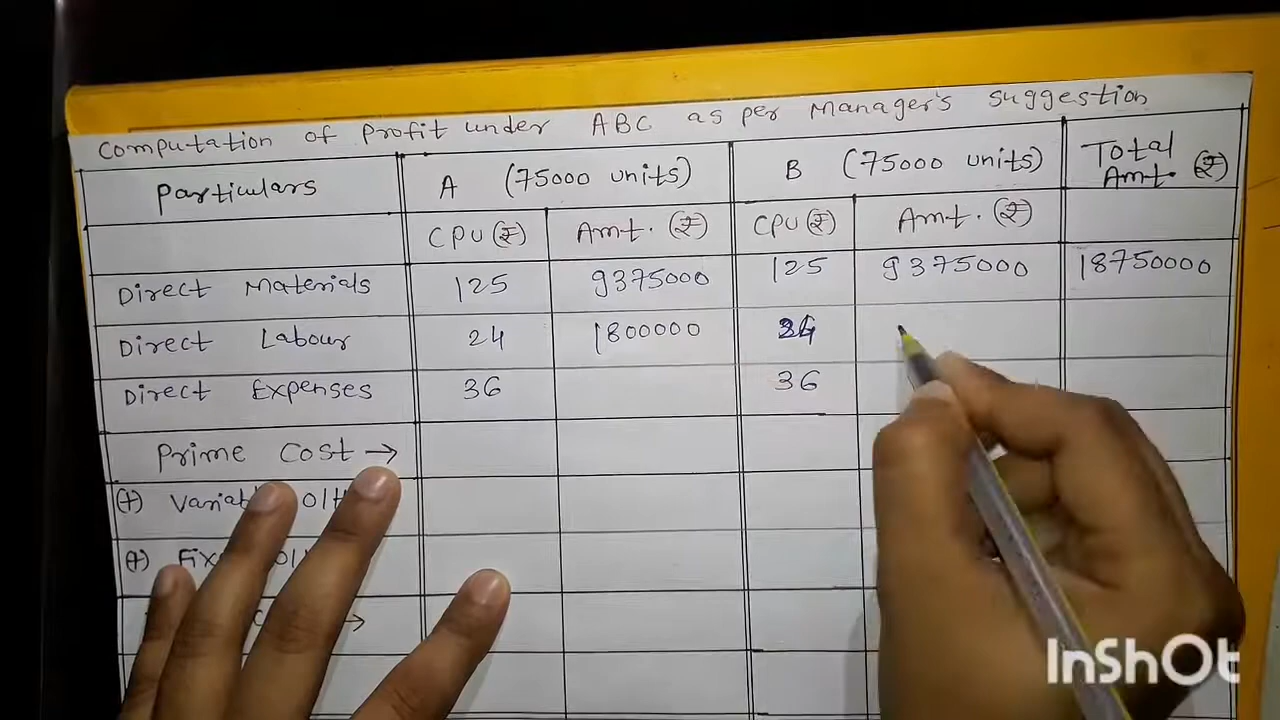 Computation of Profit under ABC as per Manager's suggestion
Particulars A (75000 units) B (75000 units) Total Amt. (₹)
CPU (₹) Amt. (₹) CPU (₹) Amt. (₹)
Direct Materials 125 9375000 125 9375000 18750000
Direct Labour 24 1800000 24
Direct Expenses 36 36
Prime Cost →
(+)
(+)
→
InShOt